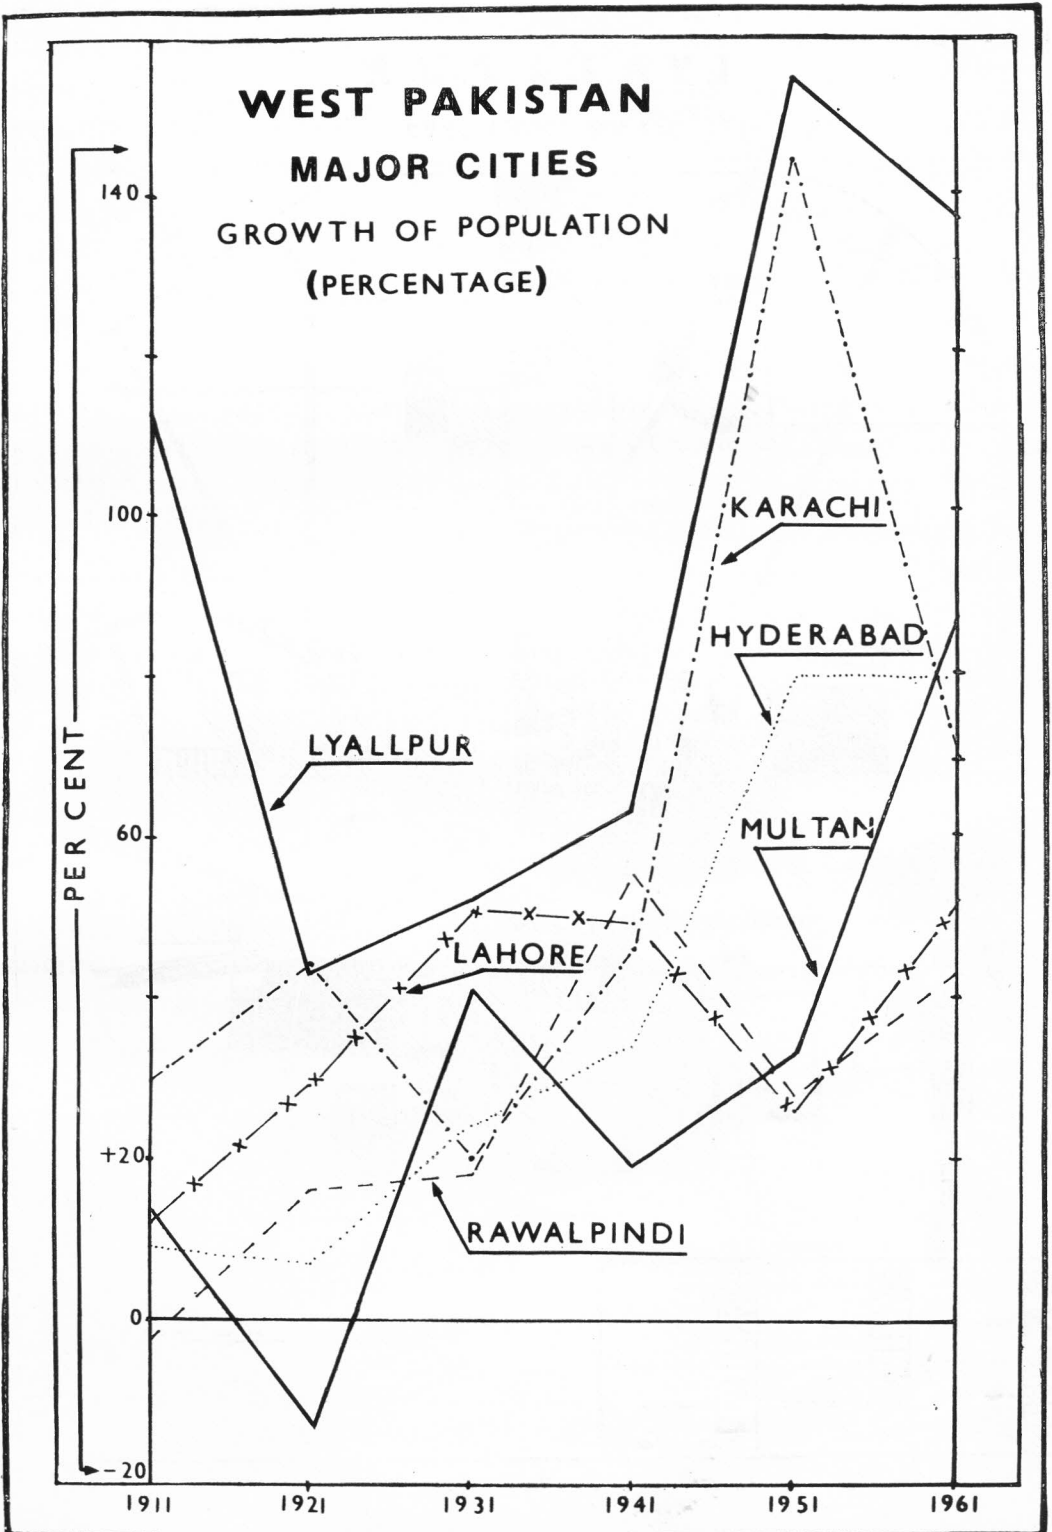 WEST PAKISTAN
MAJOR CITIES
GROWTH OF POPULATION
(PERCENTAGE)
140
100
60
+20
0
-20
PER CENT
KARACHI
HYDERABAD
LYALLPUR
MULTAN
LAHORE
RAWALPINDI
1911 1921 1931 1941 1951 1961